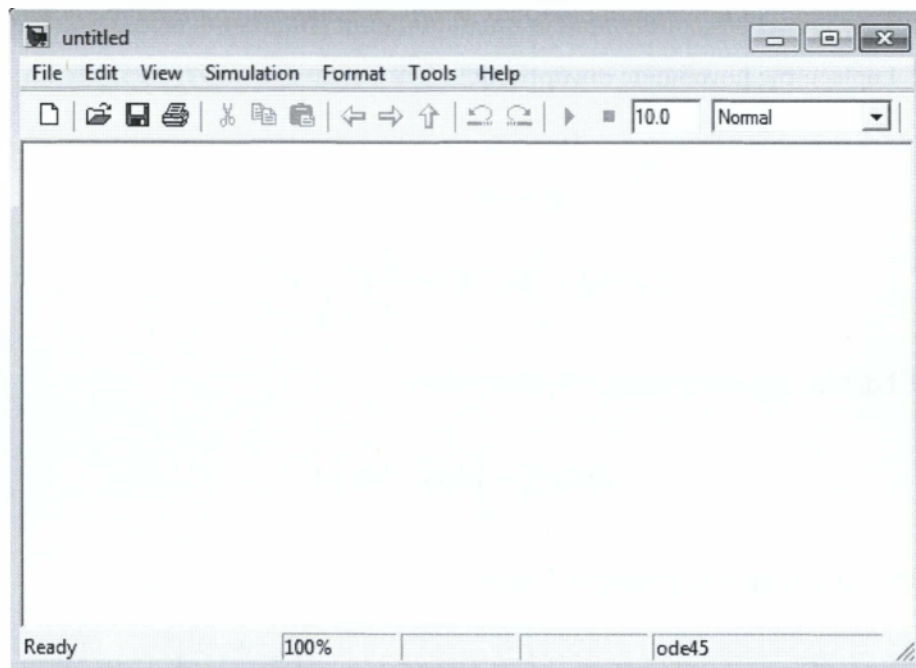 untitled
File Edit View Simulation Format Tools Help
10.0 Normal
Ready 100% ode45